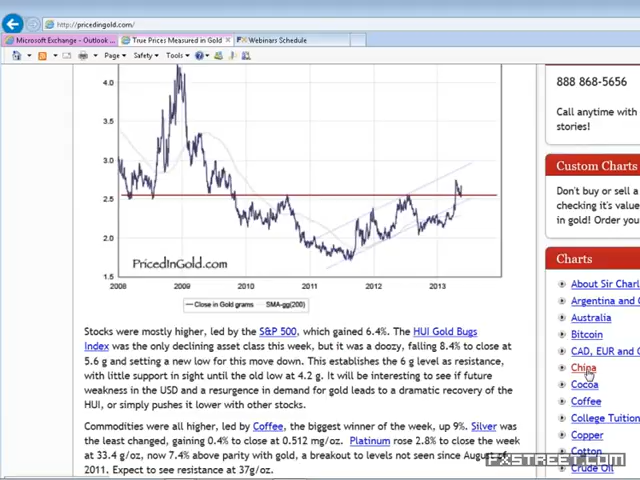 http://pricedingold.com/
Microsoft Exchange - Outlook ...
True Prices Measured in Gold
Webinars Schedule
Page
Safety
Tools
4.0
3.5
3.0
2.5
2.0
1.5
PricedInGold.com
2008
2009
2010
2011
2012
2013
Close in Gold grams
SMA-gg(200)
Stocks were mostly higher, led by the S&P 500, which gained 6.4%. The HUI Gold Bugs
Index was the only declining asset class this week, but it was a doozy, falling 8.4% to close at
5.6 g and setting a new low for this move down. This establishes the 6 g level as resistance,
with little support in sight until the old low at 4.2 g. It will be interesting to see if future
weakness in the USD and a resurgence in demand for gold leads to a dramatic recovery of the
HUI, or simply pushes it lower with other stocks.
Commodities were all higher, led by Coffee, the biggest winner of the week, up 9%. Silver was
the least changed, gaining 0.4% to close at 0.512 mg/oz. Platinum rose 2.8% to close the week
at 33.4 g/oz, now 7.4% above parity with gold, a breakout to levels not seen since August of
2011. Expect to see resistance at 37g/oz.
888 868-5656
Call anytime with
stories!
Custom Charts
Don't buy or sell a
checking it's value
in gold! Order you
Charts
About Sir Charl
Argentina and C
Australia
Bitcoin
CAD, EUR and C
China
Cocoa
Coffee
College Tuition
Copper
Cotton
Crude Oil
FXSTREET.COM